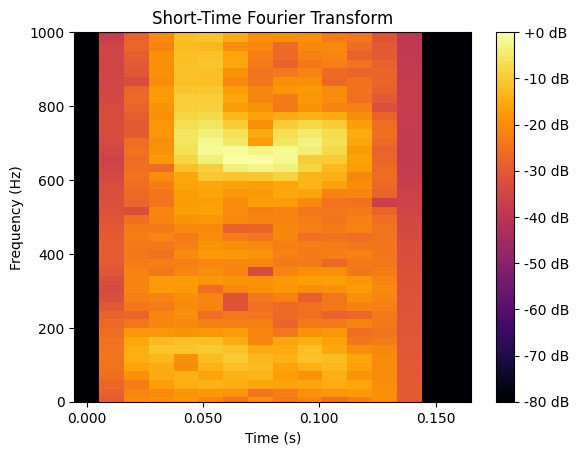 Short-Time Fourier Transform
1000
800
600
400
200
0
Frequency (Hz)
0.000
0.050
0.100
0.150
Time (s)
+0 dB
-10 dB
-20 dB
-30 dB
-40 dB
-50 dB
-60 dB
-70 dB
-80 dB